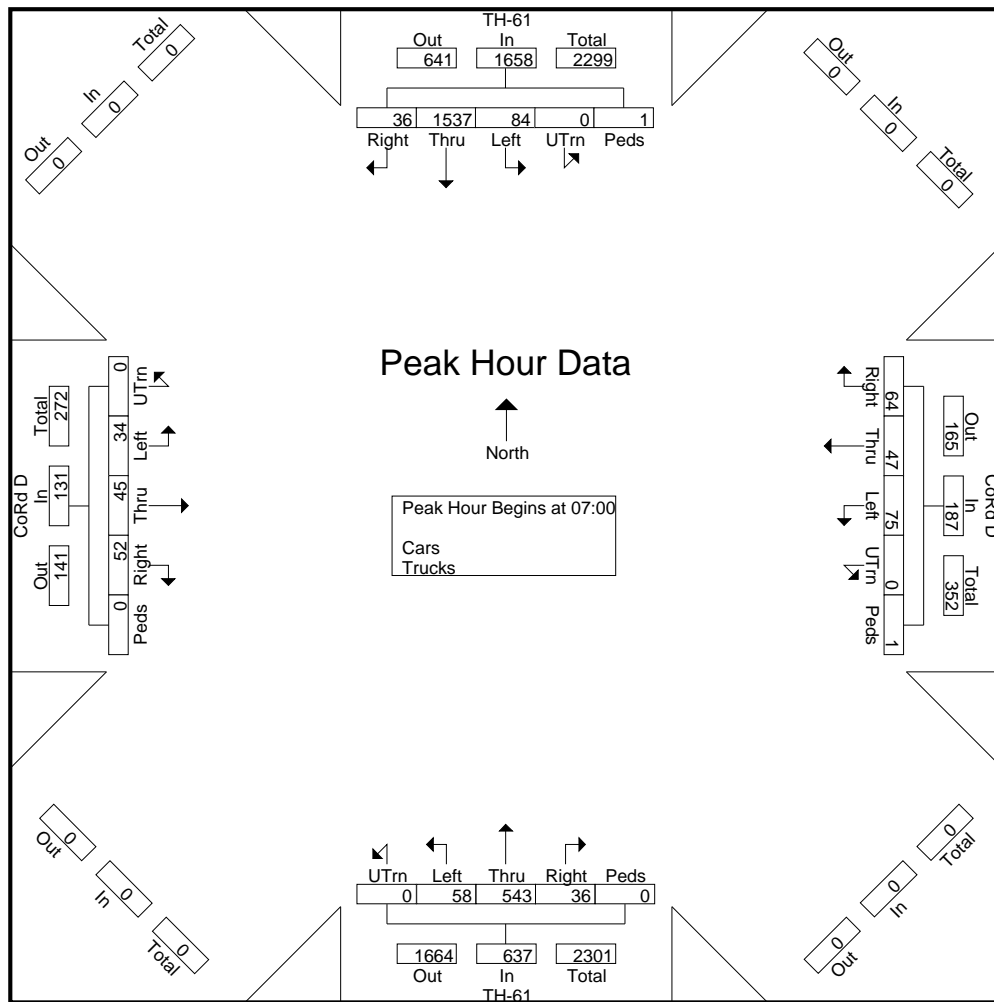 TH-61
Out In Total
641 1658 2299
36 1537 84 0 1
Right Thru Left UTrn Peds
Total
0
In
0
Out
0
Out
0
In
0
Total
0
Peak Hour Data
North
Peak Hour Begins at 07:00
Cars
Trucks
CoRd D
Total In Out
272 131 141
0 34 45 52 0
UTrn Left Thru Right Peds
Right Thru Left UTrn Peds
64 47 75 0 1
Out In Total
165 187 352
CoRd D
0
Out
0
In
0
Total
0
Total
0
In
0
Out
UTrn Left Thru Right Peds
0 58 543 36 0
1664 637 2301
Out In Total
TH-61